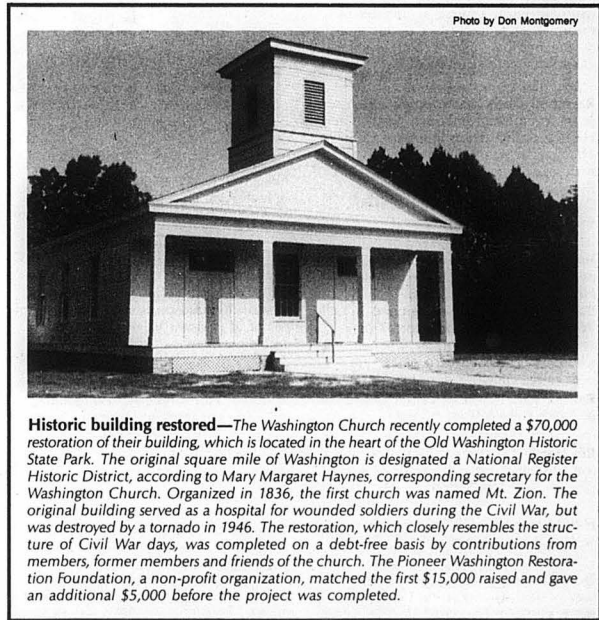 Photo by Don Montgomery
Historic building restored—The Washington Church recently completed a $70,000
restoration of their building, which is located in the heart of the Old Washington Historic
State Park. The original square mile of Washington is designated a National Register
Historic District, according to Mary Margaret Haynes, corresponding secretary for the
Washington Church. Organized in 1836, the first church was named Mt. Zion. The
original building served as a hospital for wounded soldiers during the Civil War, but
was destroyed by a tornado in 1946. The restoration, which closely resembles the struc-
ture of Civil War days, was completed on a debt-free basis by contributions from
members, former members and friends of the church. The Pioneer Washington Restora-
tion Foundation, a non-profit organization, matched the first $15,000 raised and gave
an additional $5,000 before the project was completed.